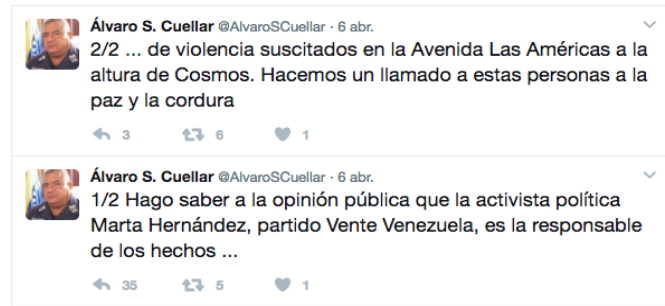 Álvaro S. Cuellar @AlvaroSCuellar · 6 abr.
2/2 ... de violencia suscitados en la Avenida Las Américas a la
altura de Cosmos. Hacemos un llamado a estas personas a la
paz y la cordura
3 6 1
Álvaro S. Cuellar @AlvaroSCuellar · 6 abr.
1/2 Hago saber a la opinión pública que la activista política
Marta Hernández, partido Vente Venezuela, es la responsable
de los hechos ...
35 5 1